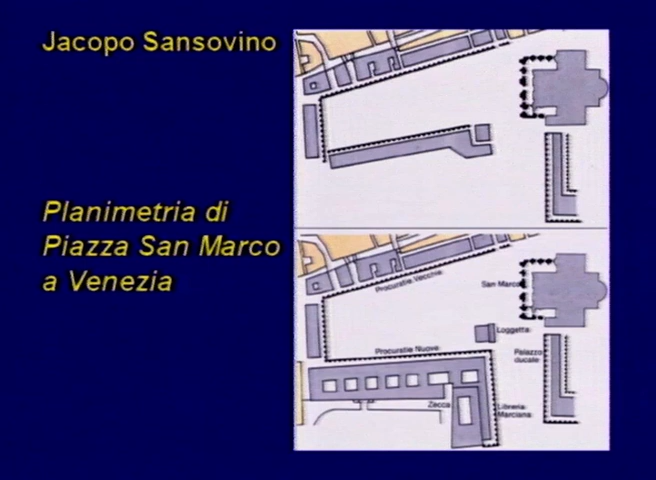 Jacopo Sansovino
Planimetria di
Piazza San Marco
a Venezia
Procuratie Vecchie
San Marco
Loggetta
Procuratie Nuove
Palazzo
ducale
Zecca
Libreria
Marciana